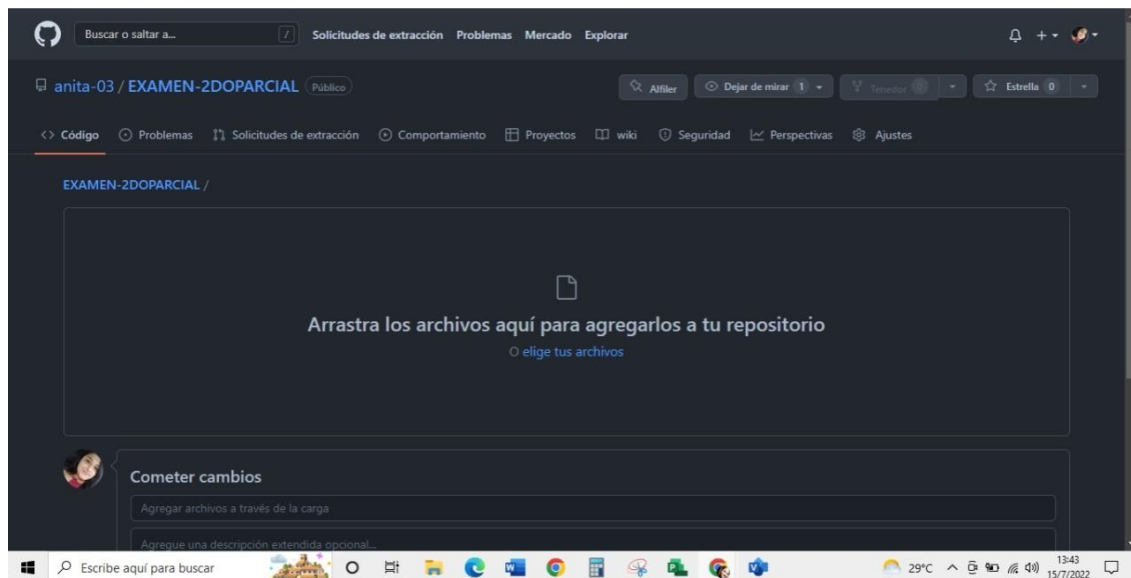 Buscar o saltar a... / Solicitudes de extracción Problemas Mercado Explorar
anita-03 / EXAMEN-2DOPARCIAL Público Alfiler Dejar de mirar 1 Tenedor 0 Estrella 0
<> Código Problemas Solicitudes de extracción Comportamiento Proyectos wiki Seguridad Perspectivas Ajustes
EXAMEN-2DOPARCIAL /
Arrastra los archivos aquí para agregarlos a tu repositorio
O elige tus archivos
Cometer cambios
Agregar archivos a través de la carga
Agregue una descripción extendida opcional...
Escribe aquí para buscar 29°C 13:43
15/7/2022